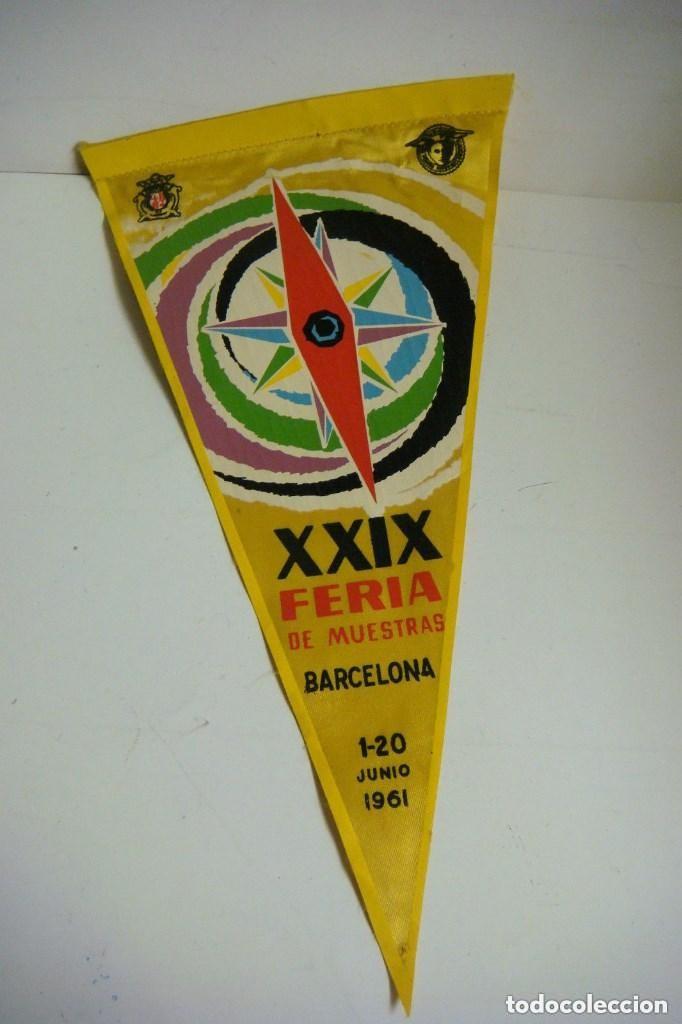 XXIX
FERIA
DE MUESTRAS
BARCELONA
1-20
JUNIO
1961
todocoleccion